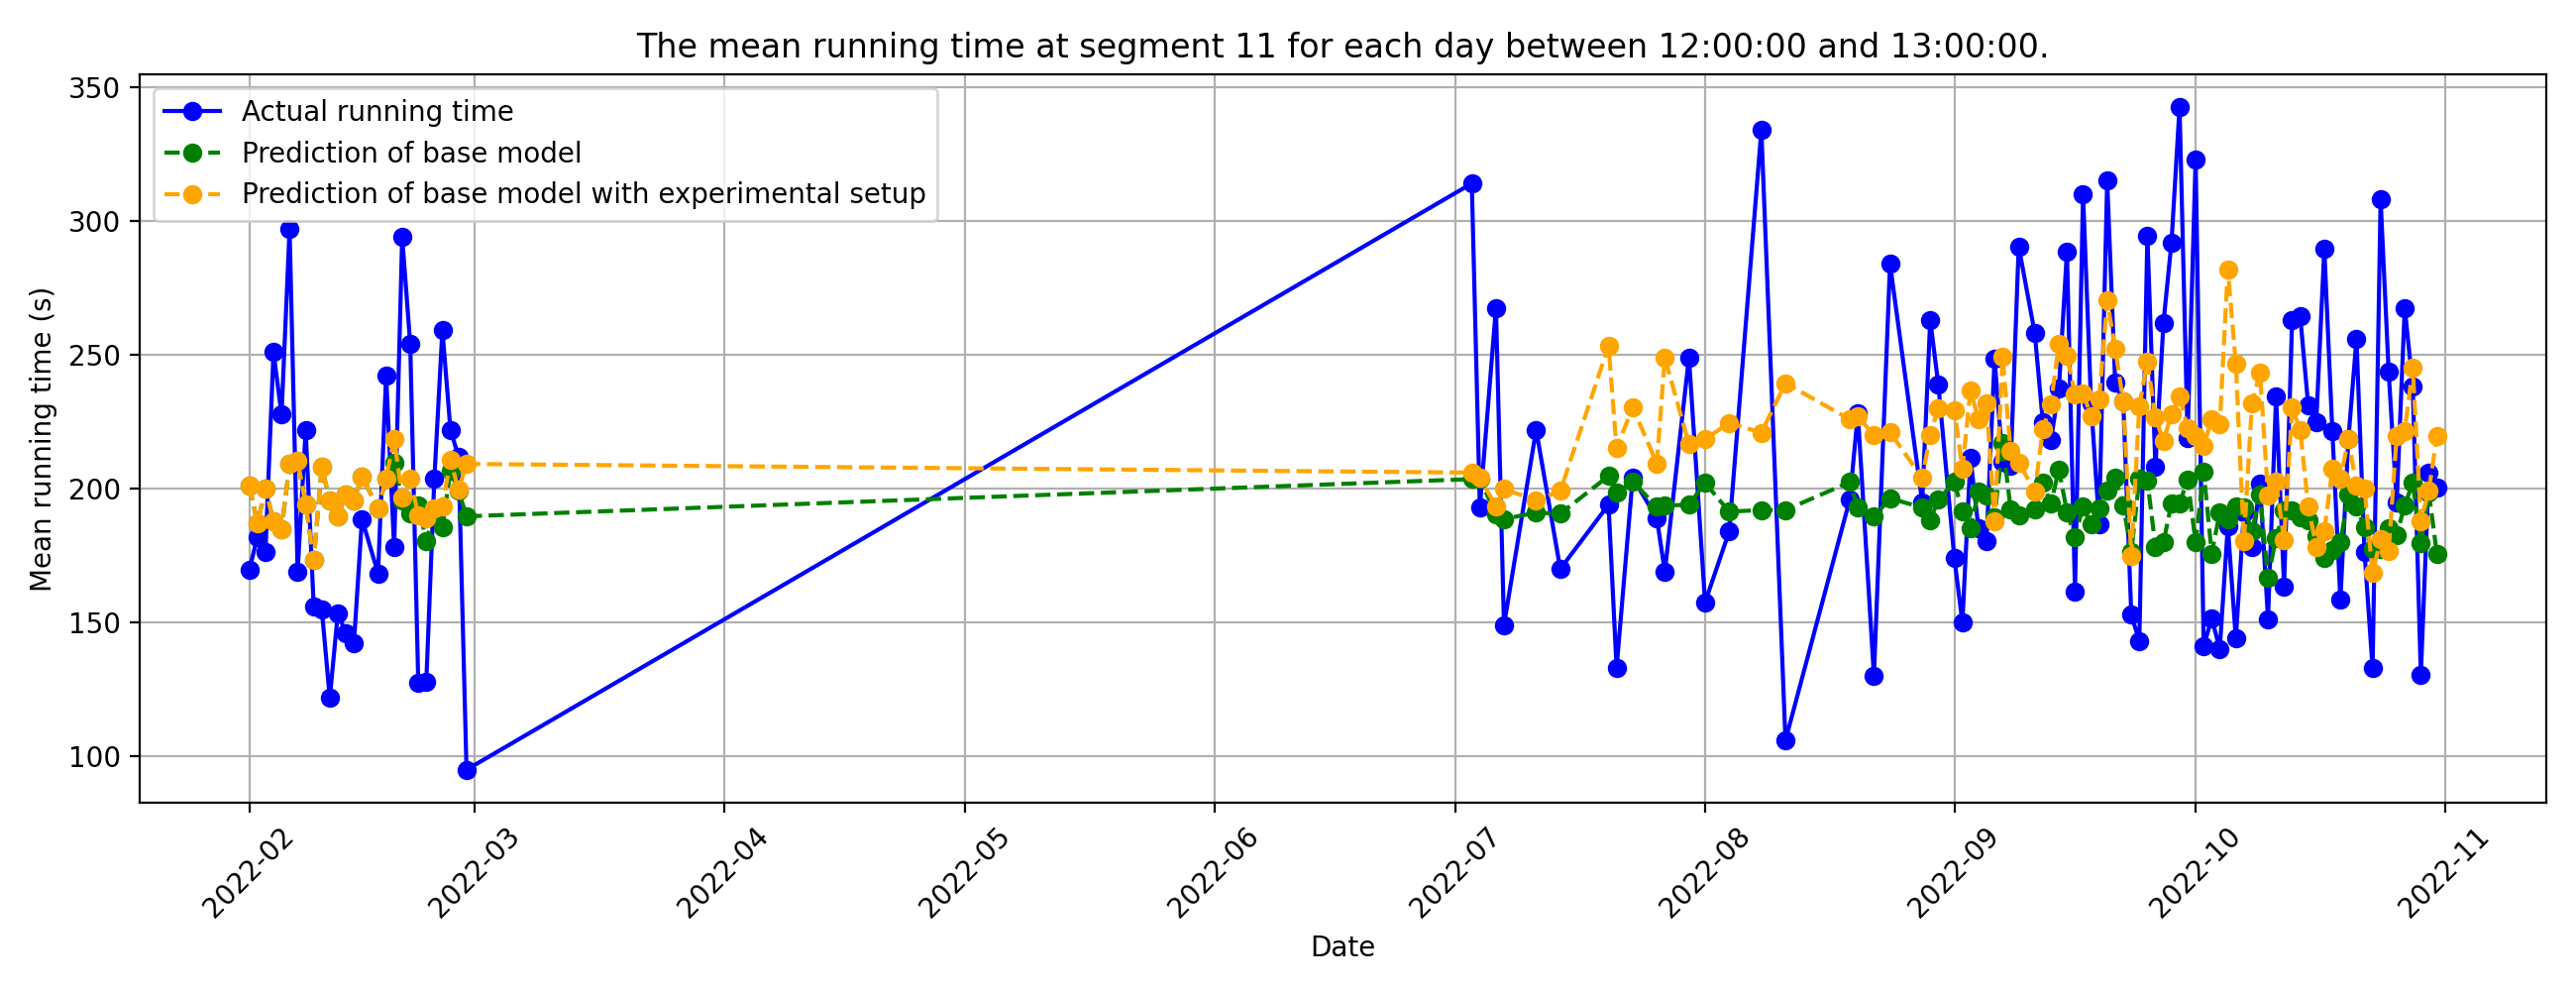 The mean running time at segment 11 for each day between 12:00:00 and 13:00:00.
350
300
250
200
150
100
Mean running time (s)
Actual running time
Prediction of base model
Prediction of base model with experimental setup
2022-02
2022-03
2022-04
2022-05
2022-06
2022-07
2022-08
2022-09
2022-10
2022-11
Date